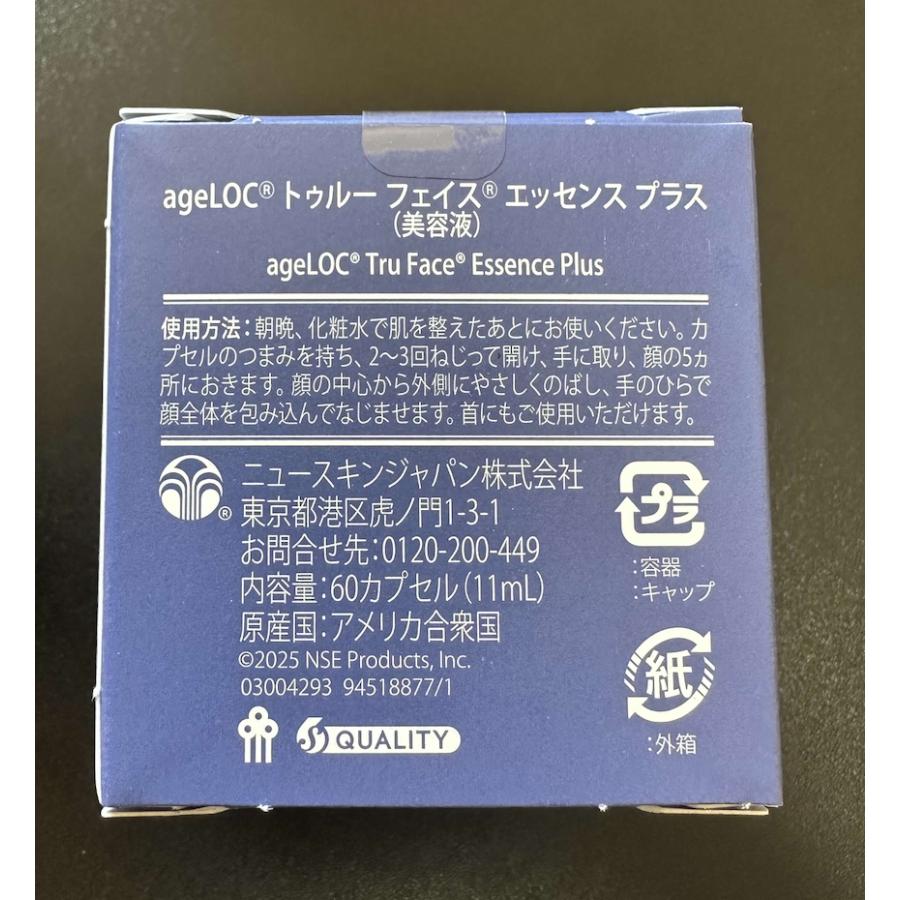 ageLOC® トゥルー フェイス® エッセンス プラス
(美容液)
ageLOC® Tru Face® Essence Plus
使用方法：朝晩、化粧水で肌を整えたあとにお使いください。カ
プセルのつまみを持ち、2〜3回ねじって開け、手に取り、顔の5ヵ
所におきます。顔の中心から外側にやさしくのばし、手のひらで
顔全体を包み込んでなじませます。首にもご使用いただけます。
®
ニュースキンジャパン株式会社
東京都港区虎ノ門1-3-1
お問合せ先：0120-200-449
内容量：60カプセル（11mL）
原産国：アメリカ合衆国
©2025 NSE Products, Inc.
03004293 94518877/1
QUALITY
プラ
：容器
：キャップ
紙
：外箱